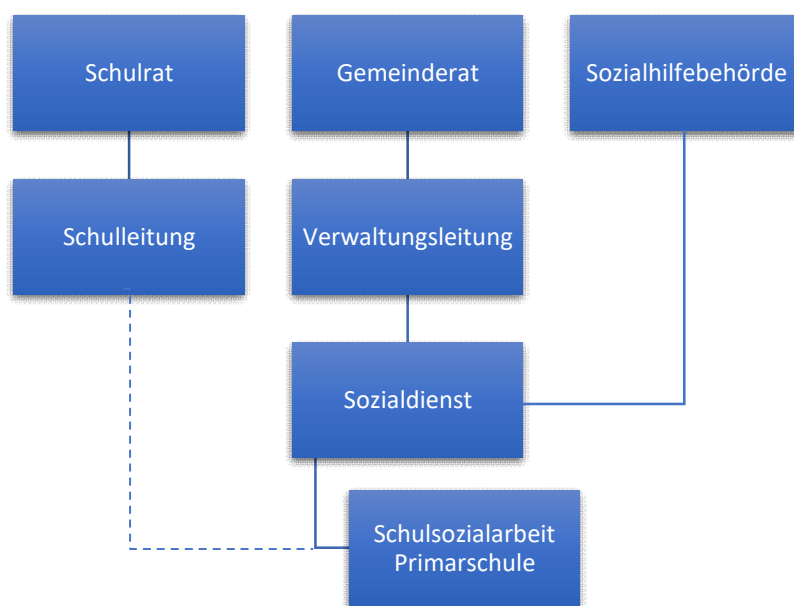 Schulrat
Gemeinderat
Sozialhilfebehörde
Schulleitung
Verwaltungsleitung
Sozialdienst
Schulsozialarbeit
Primarschule